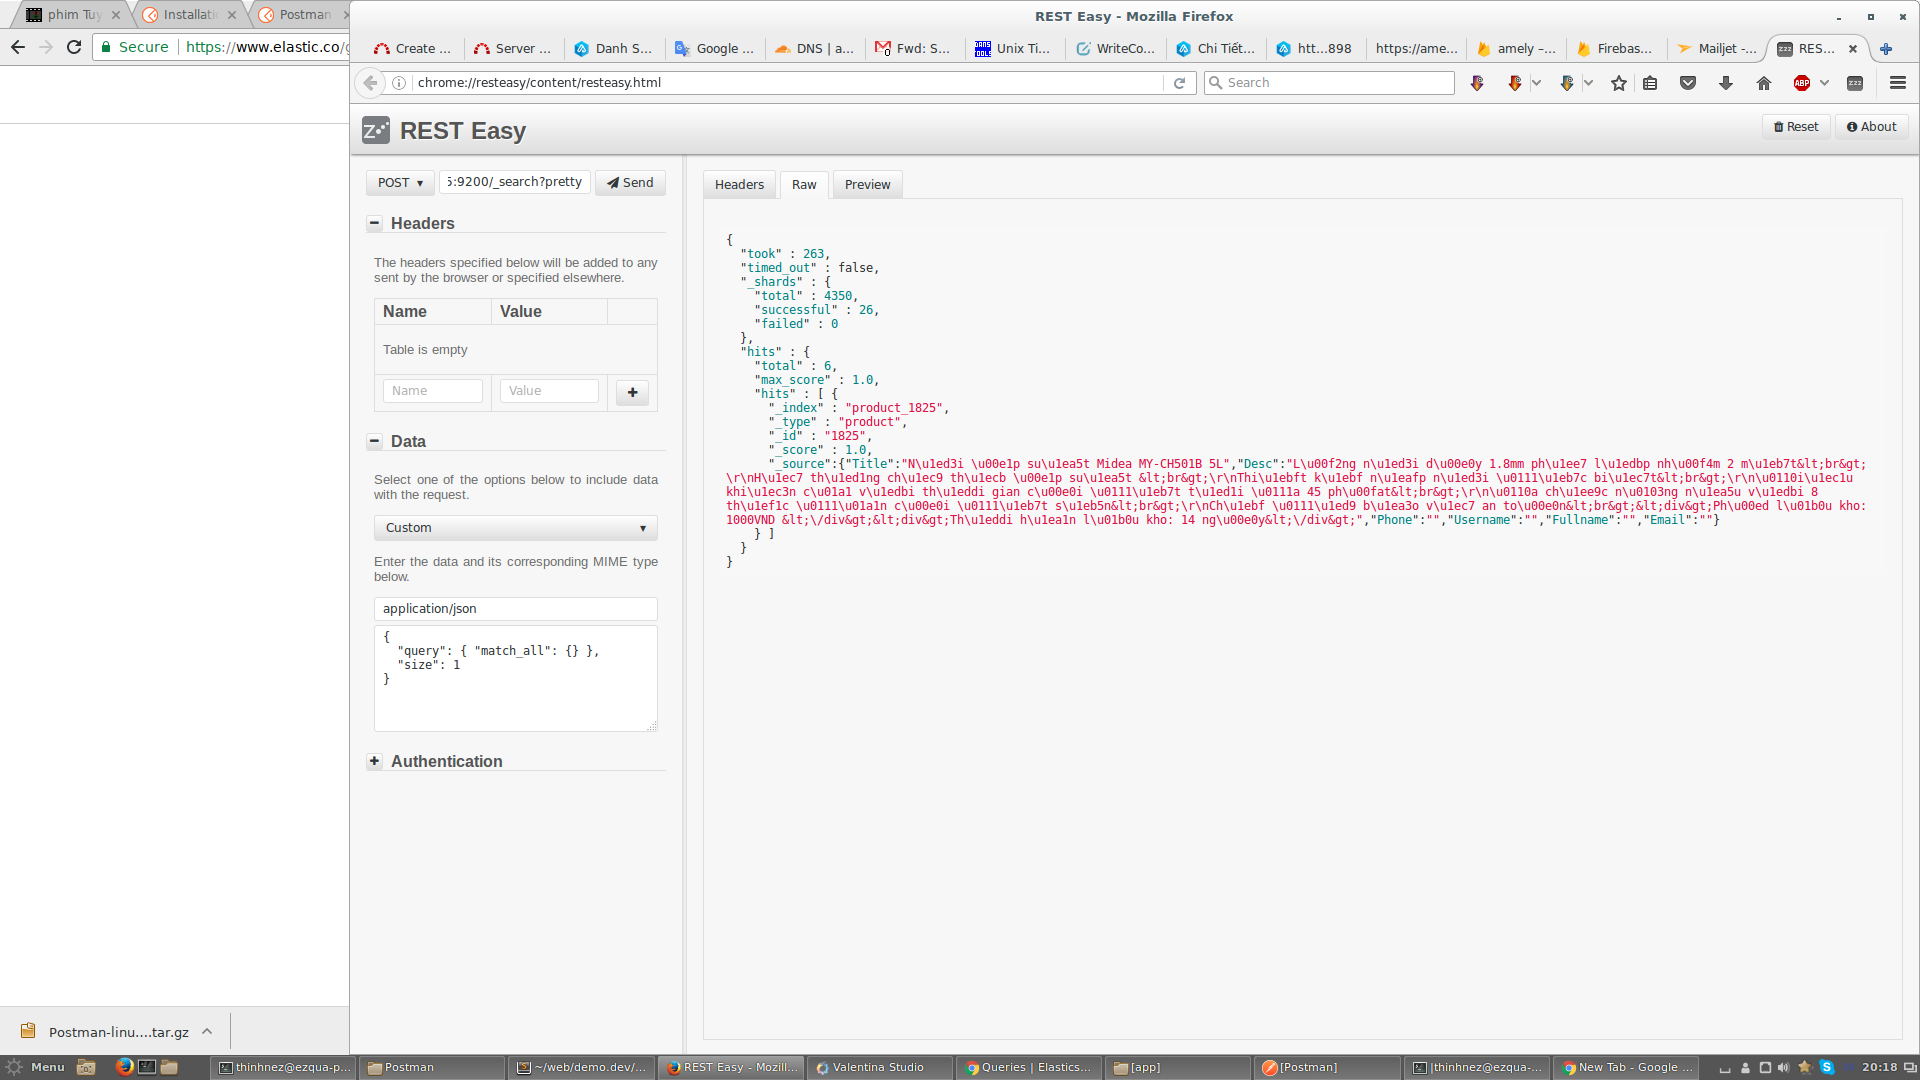 phim Tuy
Installati
Postman
Secure
https://www.elastic.co/g
REST Easy - Mozilla Firefox
Create ...
Server ...
Danh S...
Google ...
DNS | a...
Fwd: S...
Unix Ti...
WriteCo...
Chi Tiết...
htt...898
https://ame...
amely –...
Firebas...
Mailjet -...
RES...
chrome://resteasy/content/resteasy.html
Search
ABP
REST Easy
Reset
About
POST
5:9200/_search?pretty
Send
Headers
The headers specified below will be added to any
sent by the browser or specified elsewhere.
Name Value
Table is empty
Name Value
Data
Select one of the options below to include data
with the request.
Custom
Enter the data and its corresponding MIME type
below.
application/json
{
"query": { "match_all": {} },
"size": 1
}
Authentication
Headers Raw Preview
{
"took" : 263,
"timed_out" : false,
"_shards" : {
"total" : 4350,
"successful" : 26,
"failed" : 0
},
"hits" : {
"total" : 6,
"max_score" : 1.0,
"hits" : [ {
"_index" : "product_1825",
"_type" : "product",
"_id" : "1825",
"_score" : 1.0,
"_source":{"Title":"N\u1ed3i \u00e1p su\u1ea5t Midea MY-CH501B 5L","Desc":"L\u00f2ng n\u1ed3i d\u00e0y 1.8mm ph\u1ee7 l\u1edbp nh\u00f4m 2 m\u1eb7t&lt;br&gt;
\r\nH\u1ec7 th\u1ed1ng ch\u1ec9 th\u1ecb \u00e1p su\u1ea5t &lt;br&gt;\r\nThi\u1ebft k\u1ebf n\u1eafp n\u1ed3i \u0111\u1eb7c bi\u1ec7t&lt;br&gt;\r\n\u0110i\u1ec1u
khi\u1ec3n c\u01a1 v\u1edbi th\u1eddi gian c\u00e0i \u0111\u1eb7t t\u1ed1i \u0111a 45 ph\u00fat&lt;br&gt;\r\n\u0110a ch\u1ee9c n\u0103ng n\u1ea5u v\u1edbi 8
th\u1ef1c \u0111\u01a1n c\u00e0i \u0111\u1eb7t s\u1eb5n&lt;br&gt;\r\nCh\u1ebf \u0111\u1ed9 b\u1ea3o v\u1ec7 an to\u00e0n&lt;br&gt;&lt;div&gt;Ph\u00ed l\u01b0u kho:
1000VND &lt;\/div&gt;&lt;div&gt;Th\u1eddi h\u1ea1n l\u01b0u kho: 14 ng\u00e0y&lt;\/div&gt;","Phone":"","Username":"","Fullname":"","Email":""}
} ]
}
}
Postman-linu....tar.gz
Menu
thinhnez@ezqua-p...
Postman
~/web/demo.dev/...
REST Easy - Mozill...
Valentina Studio
Queries | Elastics...
[app]
[Postman]
|thinhnez@ezqua-...
New Tab - Google ...
20:18